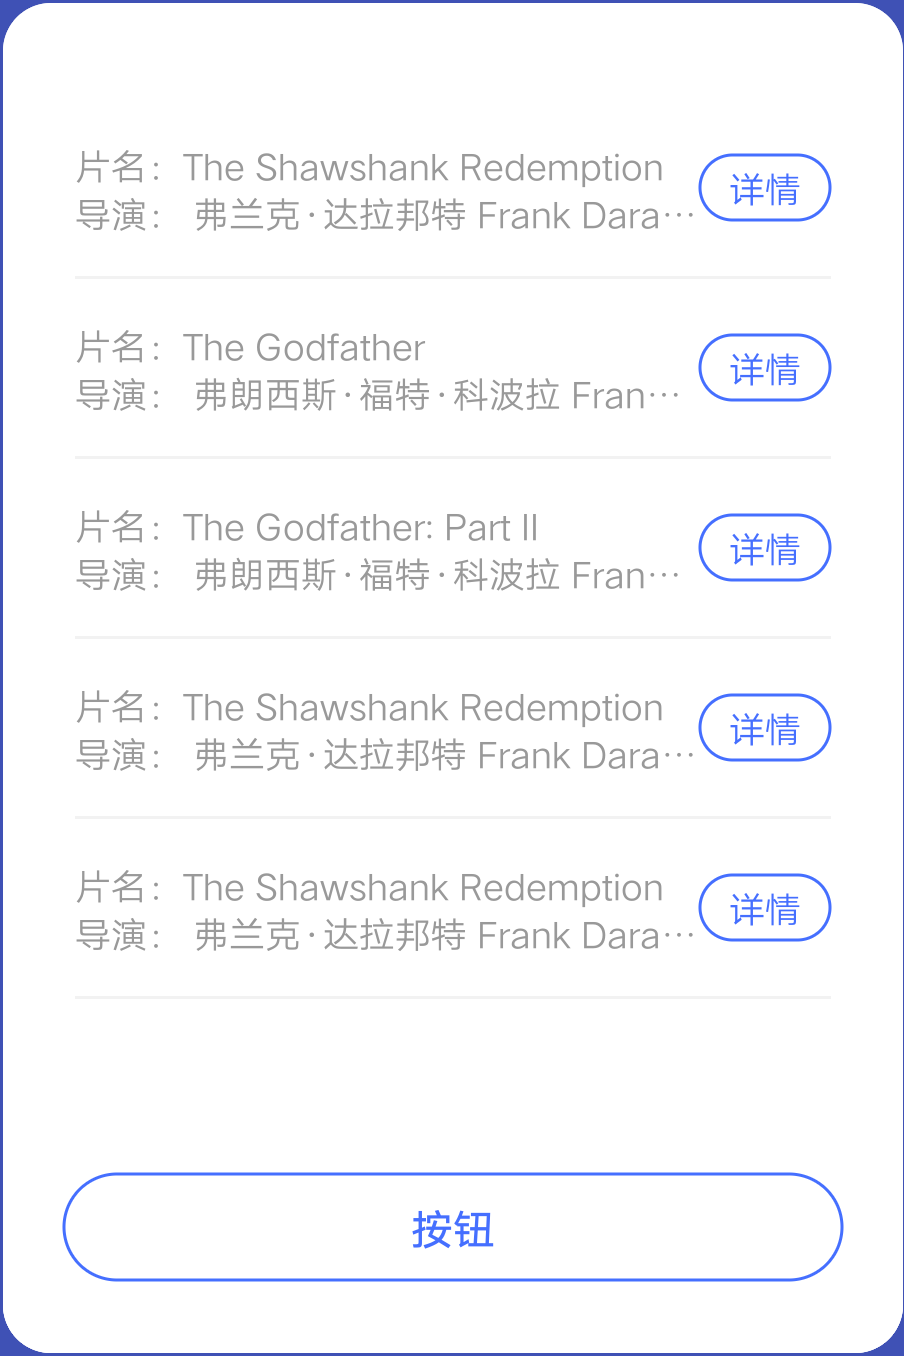 片名：The Shawshank Redemption
导演： 弗兰克·达拉邦特 Frank Dara…
详情
片名：The Godfather
导演： 弗朗西斯·福特·科波拉 Fran…
详情
片名：The Godfather: Part II
导演： 弗朗西斯·福特·科波拉 Fran…
详情
片名：The Shawshank Redemption
导演： 弗兰克·达拉邦特 Frank Dara…
详情
片名：The Shawshank Redemption
导演： 弗兰克·达拉邦特 Frank Dara…
详情
按钮